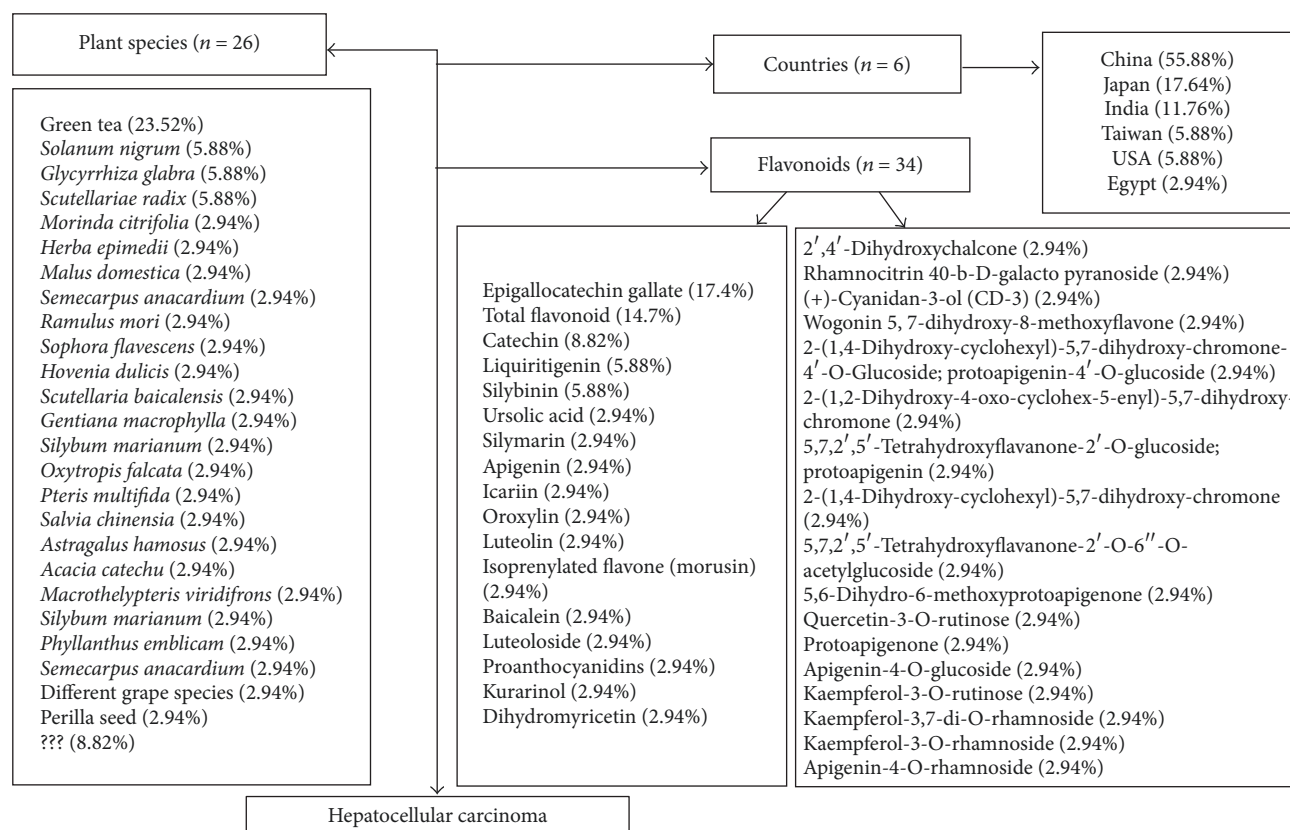 Plant species (n = 26)
Countries (n = 6)
China (55.88%)
Japan (17.64%)
India (11.76%)
Taiwan (5.88%)
USA (5.88%)
Egypt (2.94%)
Green tea (23.52%)
Solanum nigrum (5.88%)
Glycyrrhiza glabra (5.88%)
Scutellariae radix (5.88%)
Morinda citrifolia (2.94%)
Herba epimedii (2.94%)
Malus domestica (2.94%)
Semecarpus anacardium (2.94%)
Ramulus mori (2.94%)
Sophora flavescens (2.94%)
Hovenia dulicis (2.94%)
Scutellaria baicalensis (2.94%)
Gentiana macrophylla (2.94%)
Silybum marianum (2.94%)
Oxytropis falcata (2.94%)
Pteris multifida (2.94%)
Salvia chinensia (2.94%)
Astragalus hamosus (2.94%)
Acacia catechu (2.94%)
Macrothelypteris viridifrons (2.94%)
Silybum marianum (2.94%)
Phyllanthus emblicam (2.94%)
Semecarpus anacardium (2.94%)
Different grape species (2.94%)
Perilla seed (2.94%)
??? (8.82%)
Flavonoids (n = 34)
Epigallocatechin gallate (17.4%)
Total flavonoid (14.7%)
Catechin (8.82%)
Liquiritigenin (5.88%)
Silybinin (5.88%)
Ursolic acid (2.94%)
Silymarin (2.94%)
Apigenin (2.94%)
Icariin (2.94%)
Oroxylin (2.94%)
Luteolin (2.94%)
Isoprenylated flavone (morusin)
(2.94%)
Baicalein (2.94%)
Luteoloside (2.94%)
Proanthocyanidins (2.94%)
Kurarinol (2.94%)
Dihydromyricetin (2.94%)
2′,4′-Dihydroxychalcone (2.94%)
Rhamnocitrin 40-b-D-galacto pyranoside (2.94%)
(+)-Cyanidan-3-ol (CD-3) (2.94%)
Wogonin 5, 7-dihydroxy-8-methoxyflavone (2.94%)
2-(1,4-Dihydroxy-cyclohexyl)-5,7-dihydroxy-chromone-
4′-O-Glucoside; protoapigenin-4′-O-glucoside (2.94%)
2-(1,2-Dihydroxy-4-oxo-cyclohex-5-enyl)-5,7-dihydroxy-
chromone (2.94%)
5,7,2′,5′-Tetrahydroxyflavanone-2′-O-glucoside;
protoapigenin (2.94%)
2-(1,4-Dihydroxy-cyclohexyl)-5,7-dihydroxy-chromone
(2.94%)
5,7,2′,5′-Tetrahydroxyflavanone-2′-O-6″-O-
acetylglucoside (2.94%)
5,6-Dihydro-6-methoxyprotoapigenone (2.94%)
Quercetin-3-O-rutinose (2.94%)
Protoapigenone (2.94%)
Apigenin-4-O-glucoside (2.94%)
Kaempferol-3-O-rutinose (2.94%)
Kaempferol-3,7-di-O-rhamnoside (2.94%)
Kaempferol-3-O-rhamnoside (2.94%)
Apigenin-4-O-rhamnoside (2.94%)
Hepatocellular carcinoma